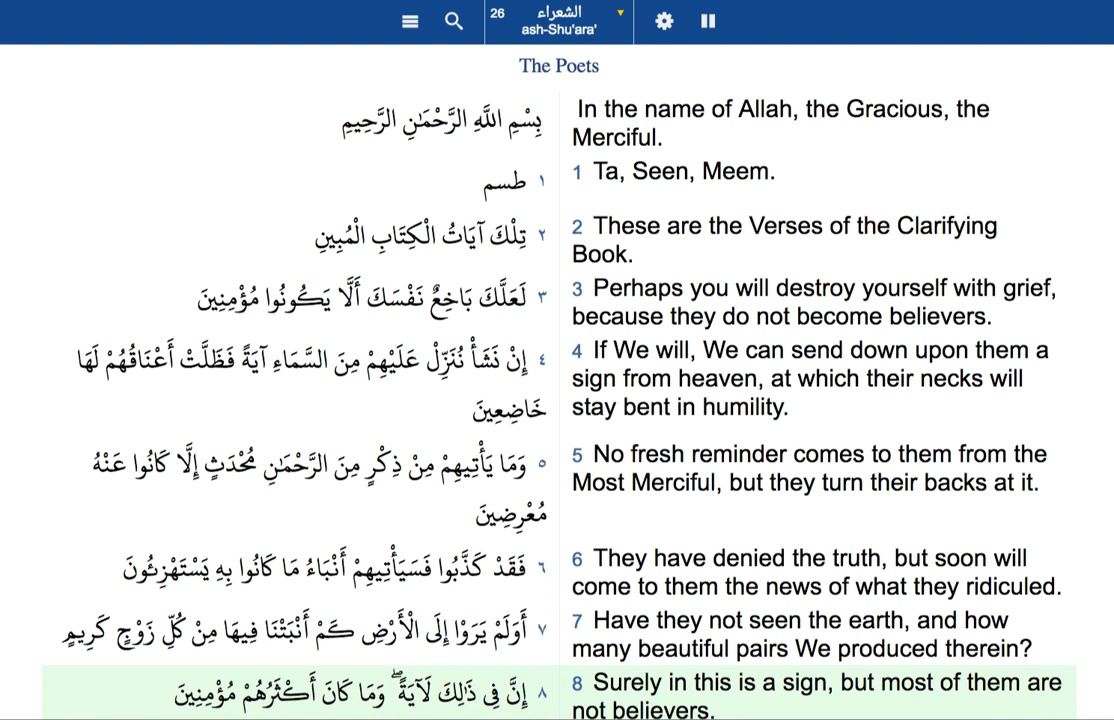 26
الشعراء
ash-Shu'ara'
The Poets
بِسْمِ اللَّهِ الرَّحْمَٰنِ الرَّحِيمِ
In the name of Allah, the Gracious, the
Merciful.
١ طسم
1 Ta, Seen, Meem.
٢ تِلْكَ آيَاتُ الْكِتَابِ الْمُبِينِ
2 These are the Verses of the Clarifying
Book.
٣ لَعَلَّكَ بَاخِعٌ نَفْسَكَ أَلَّا يَكُونُوا مُؤْمِنِينَ
3 Perhaps you will destroy yourself with grief,
because they do not become believers.
٤ إِنْ نَشَأْ نُنَزِّلْ عَلَيْهِمْ مِنَ السَّمَاءِ آيَةً فَظَلَّتْ أَعْنَاقُهُمْ لَهَا
خَاضِعِينَ
4 If We will, We can send down upon them a
sign from heaven, at which their necks will
stay bent in humility.
٥ وَمَا يَأْتِيهِمْ مِنْ ذِكْرٍ مِنَ الرَّحْمَٰنِ مُحْدَثٍ إِلَّا كَانُوا عَنْهُ
مُعْرِضِينَ
5 No fresh reminder comes to them from the
Most Merciful, but they turn their backs at it.
٦ فَقَدْ كَذَّبُوا فَسَيَأْتِيهِمْ أَنْبَاءُ مَا كَانُوا بِهِ يَسْتَهْزِئُونَ
6 They have denied the truth, but soon will
come to them the news of what they ridiculed.
٧ أَوَلَمْ يَرَوْا إِلَى الْأَرْضِ كَمْ أَنْبَتْنَا فِيهَا مِنْ كُلِّ زَوْجٍ كَرِيمٍ
7 Have they not seen the earth, and how
many beautiful pairs We produced therein?
٨ إِنَّ فِي ذَٰلِكَ لَآيَةً ۖ وَمَا كَانَ أَكْثَرُهُمْ مُؤْمِنِينَ
8 Surely in this is a sign, but most of them are
not believers.